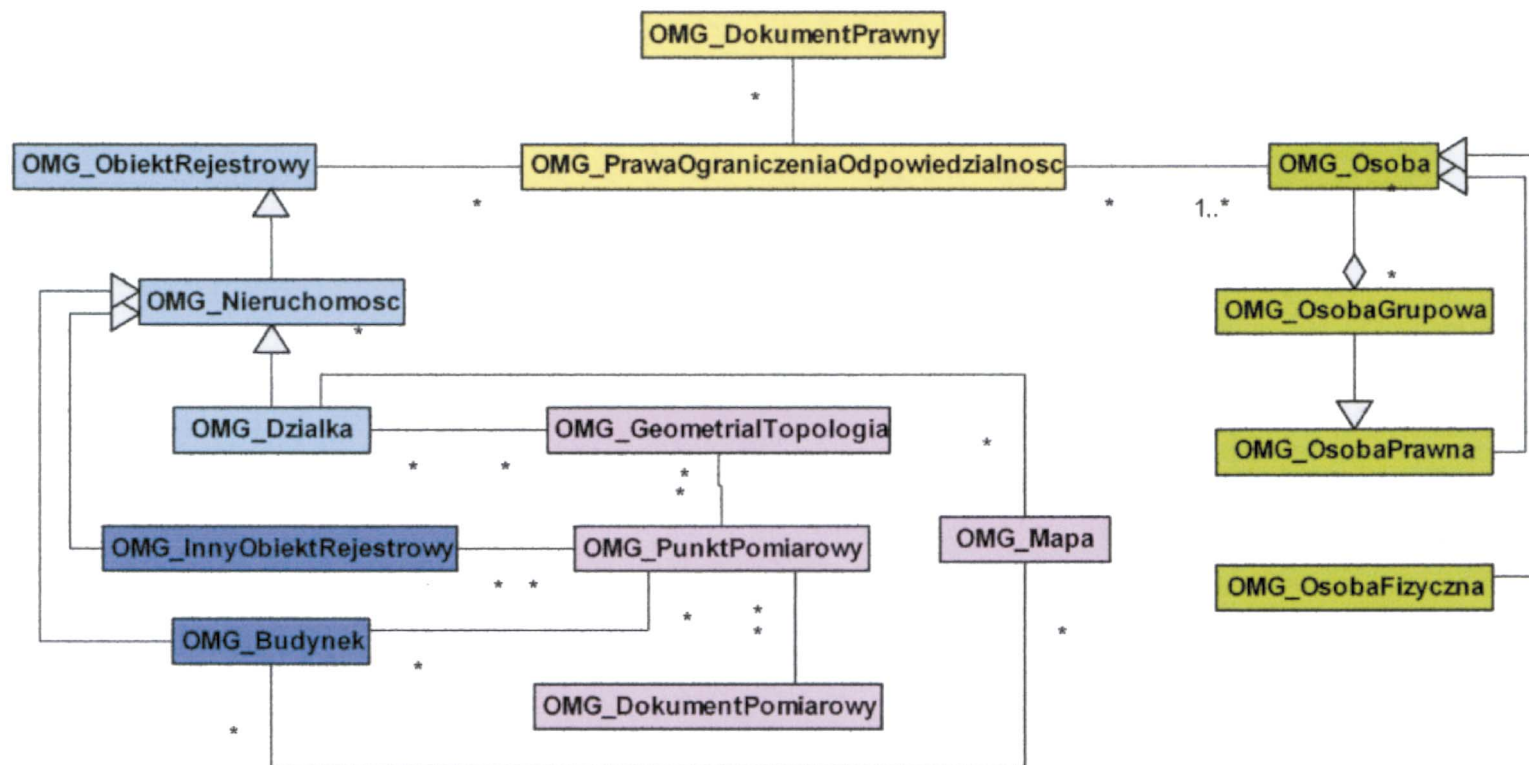 OMG_DokumentPrawny
*
OMG_ObiektRejestrowy
OMG_PrawaOgraniczeniaOdpowiedzialnosc
OMG_Osoba
*
*
*
1..*
OMG_Nieruchomosc
*
*
OMG_OsobaGrupowa
OMG_Dzialka
OMG_GeometriaITopologia
*
*
*
*
*
OMG_OsobaPrawna
OMG_InnyObiektRejestrowy
OMG_PunktPomiarowy
OMG_Mapa
*
*
OMG_OsobaFizyczna
*
*
*
*
OMG_Budynek
*
OMG_DokumentPomiarowy
*